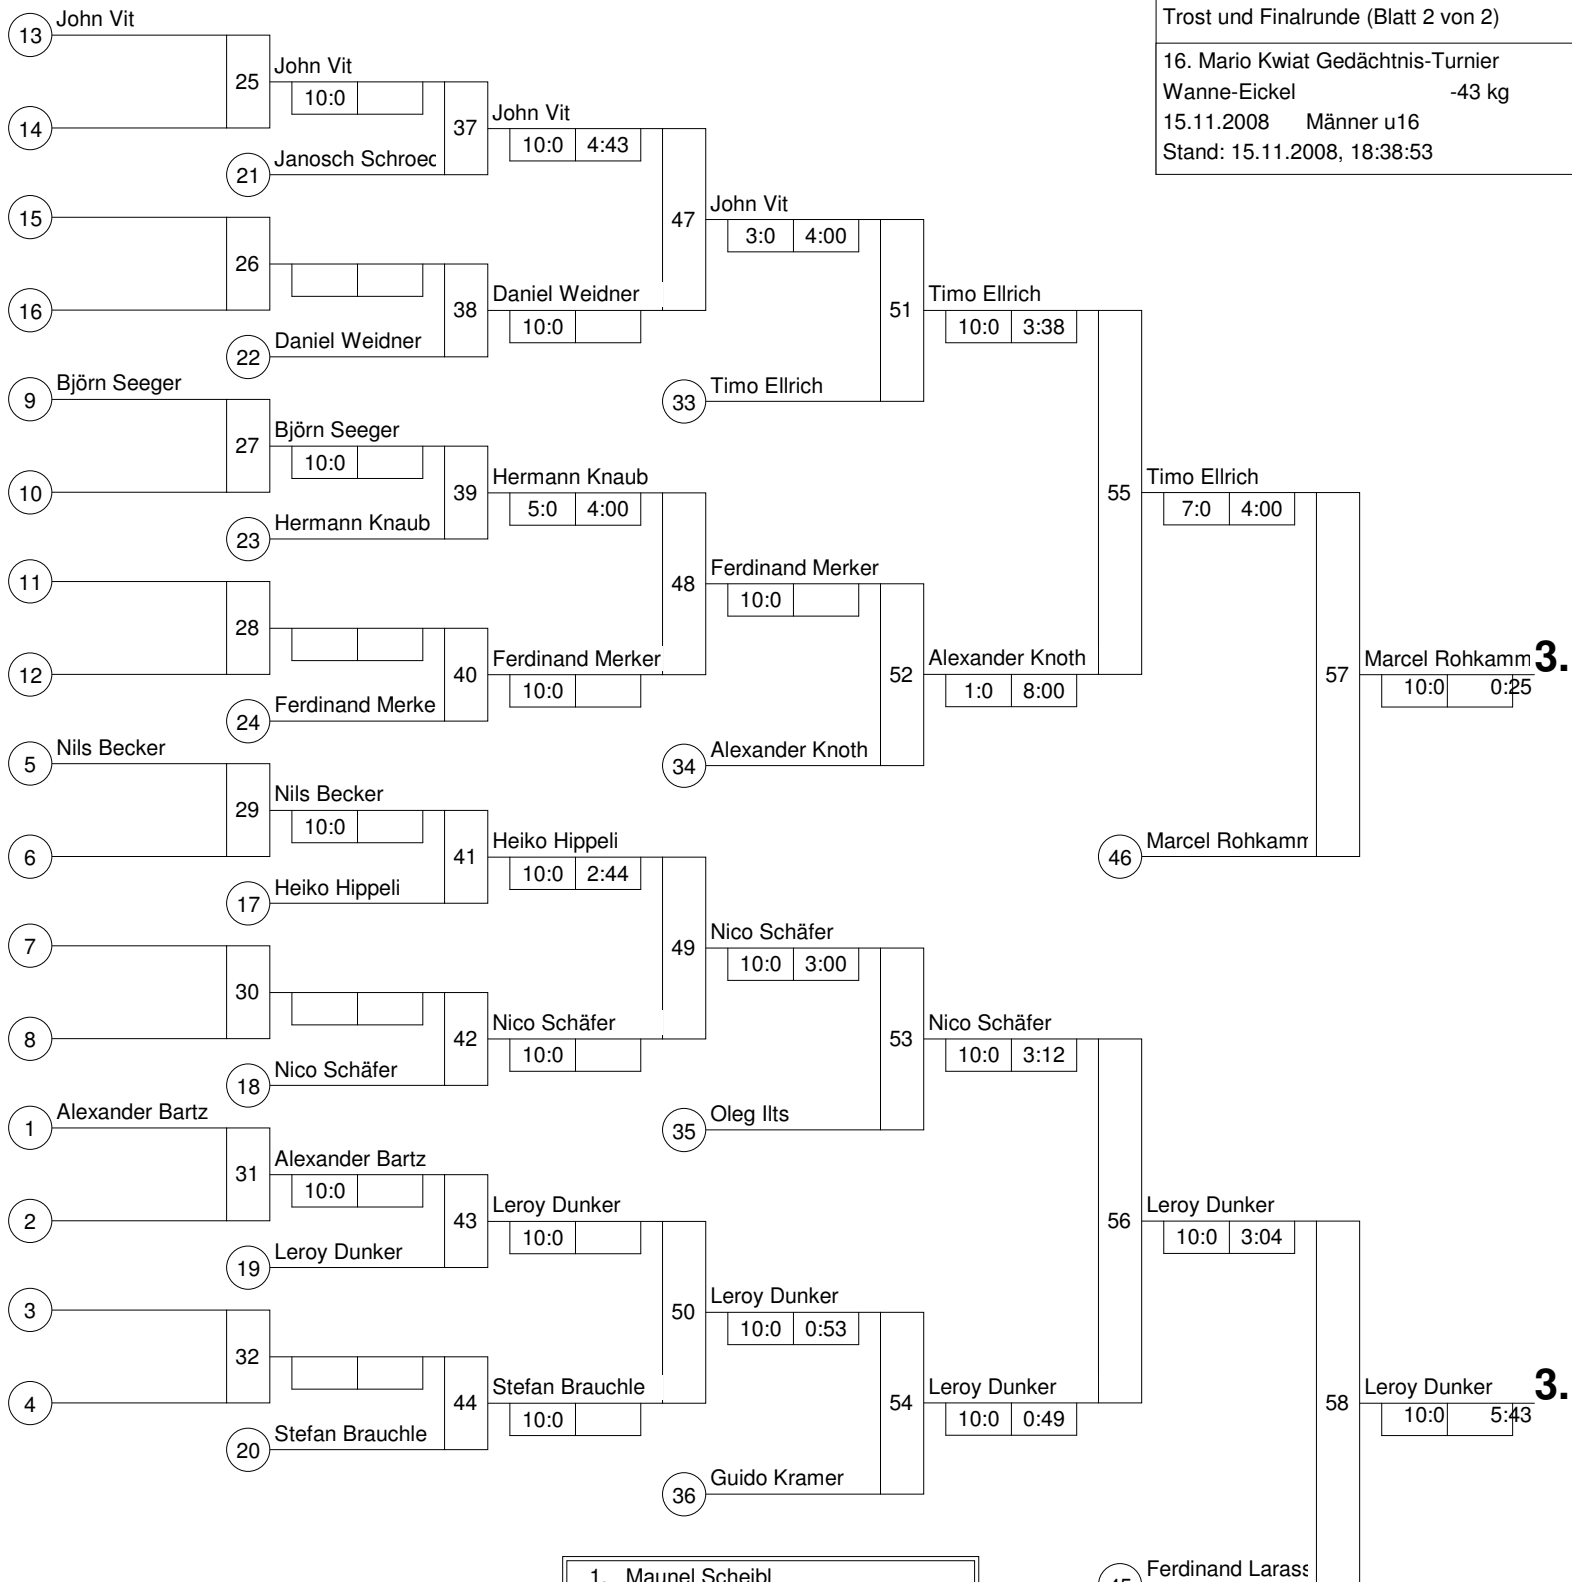 Trost und Finalrunde (Blatt 2 von 2)
16. Mario Kwiat Gedächtnis-Turnier
Wanne-Eickel -43 kg
15.11.2008 Männer u16
Stand: 15.11.2008, 18:38:53
13 John Vit
25 John Vit
10:0
14
37 John Vit
10:0 4:43
21 Janosch Schroec
15
47 John Vit
3:0 4:00
26
16
38 Daniel Weidner
10:0
22 Daniel Weidner
51 Timo Ellrich
10:0 3:38
33 Timo Ellrich
9 Björn Seeger
27 Björn Seeger
10:0
10
39 Hermann Knaub
5:0 4:00
23 Hermann Knaub
55 Timo Ellrich
7:0 4:00
11
48 Ferdinand Merker
10:0
28
12
40 Ferdinand Merker
10:0
24 Ferdinand Merke
52 Alexander Knoth
1:0 8:00
34 Alexander Knoth
57 Marcel Rohkamm 3.
10:0 0:25
46 Marcel Rohkamm
5 Nils Becker
29 Nils Becker
10:0
6
41 Heiko Hippeli
10:0 2:44
17 Heiko Hippeli
7
49 Nico Schäfer
10:0 3:00
30
8
42 Nico Schäfer
10:0
18 Nico Schäfer
53 Nico Schäfer
10:0 3:12
35 Oleg Ilts
1 Alexander Bartz
31 Alexander Bartz
10:0
2
43 Leroy Dunker
10:0
19 Leroy Dunker
56 Leroy Dunker
10:0 3:04
3
50 Leroy Dunker
10:0 0:53
32
4
44 Stefan Brauchle
10:0
20 Stefan Brauchle
54 Leroy Dunker
10:0 0:49
36 Guido Kramer
58 Leroy Dunker 3.
10:0 5:43
Ferdinand Larass
1. Maunel Scheibl